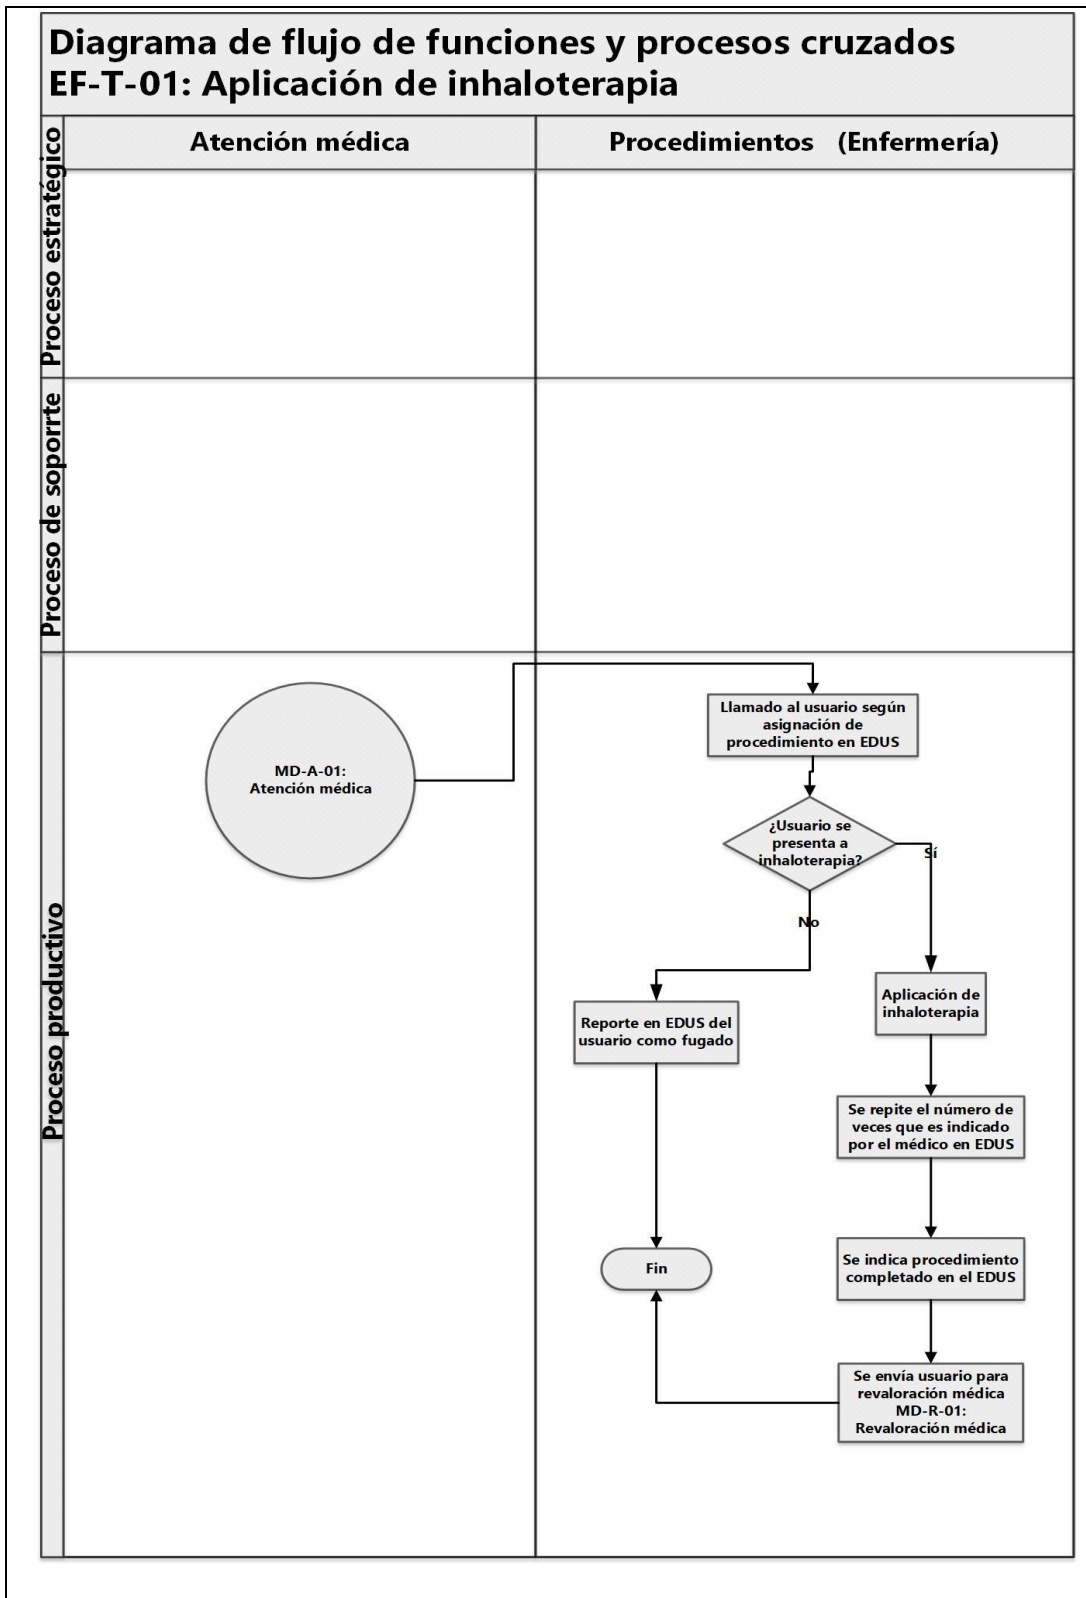 Diagrama de flujo de funciones y procesos cruzados
EF-T-01: Aplicación de inhaloterapia
Atención médica
Procedimientos (Enfermería)
Proceso estratégico
Proceso de soporrte
Proceso productivo
MD-A-01:
Atención médica
Llamado al usuario según
asignación de
procedimiento en EDUS
¿Usuario se
presenta a
inhaloterapia?
Sí
No
Aplicación de
inhaloterapia
Reporte en EDUS del
usuario como fugado
Se repite el número de
veces que es indicado
por el médico en EDUS
Se indica procedimiento
completado en el EDUS
Fin
Se envía usuario para
revaloración médica
MD-R-01:
Revaloración médica